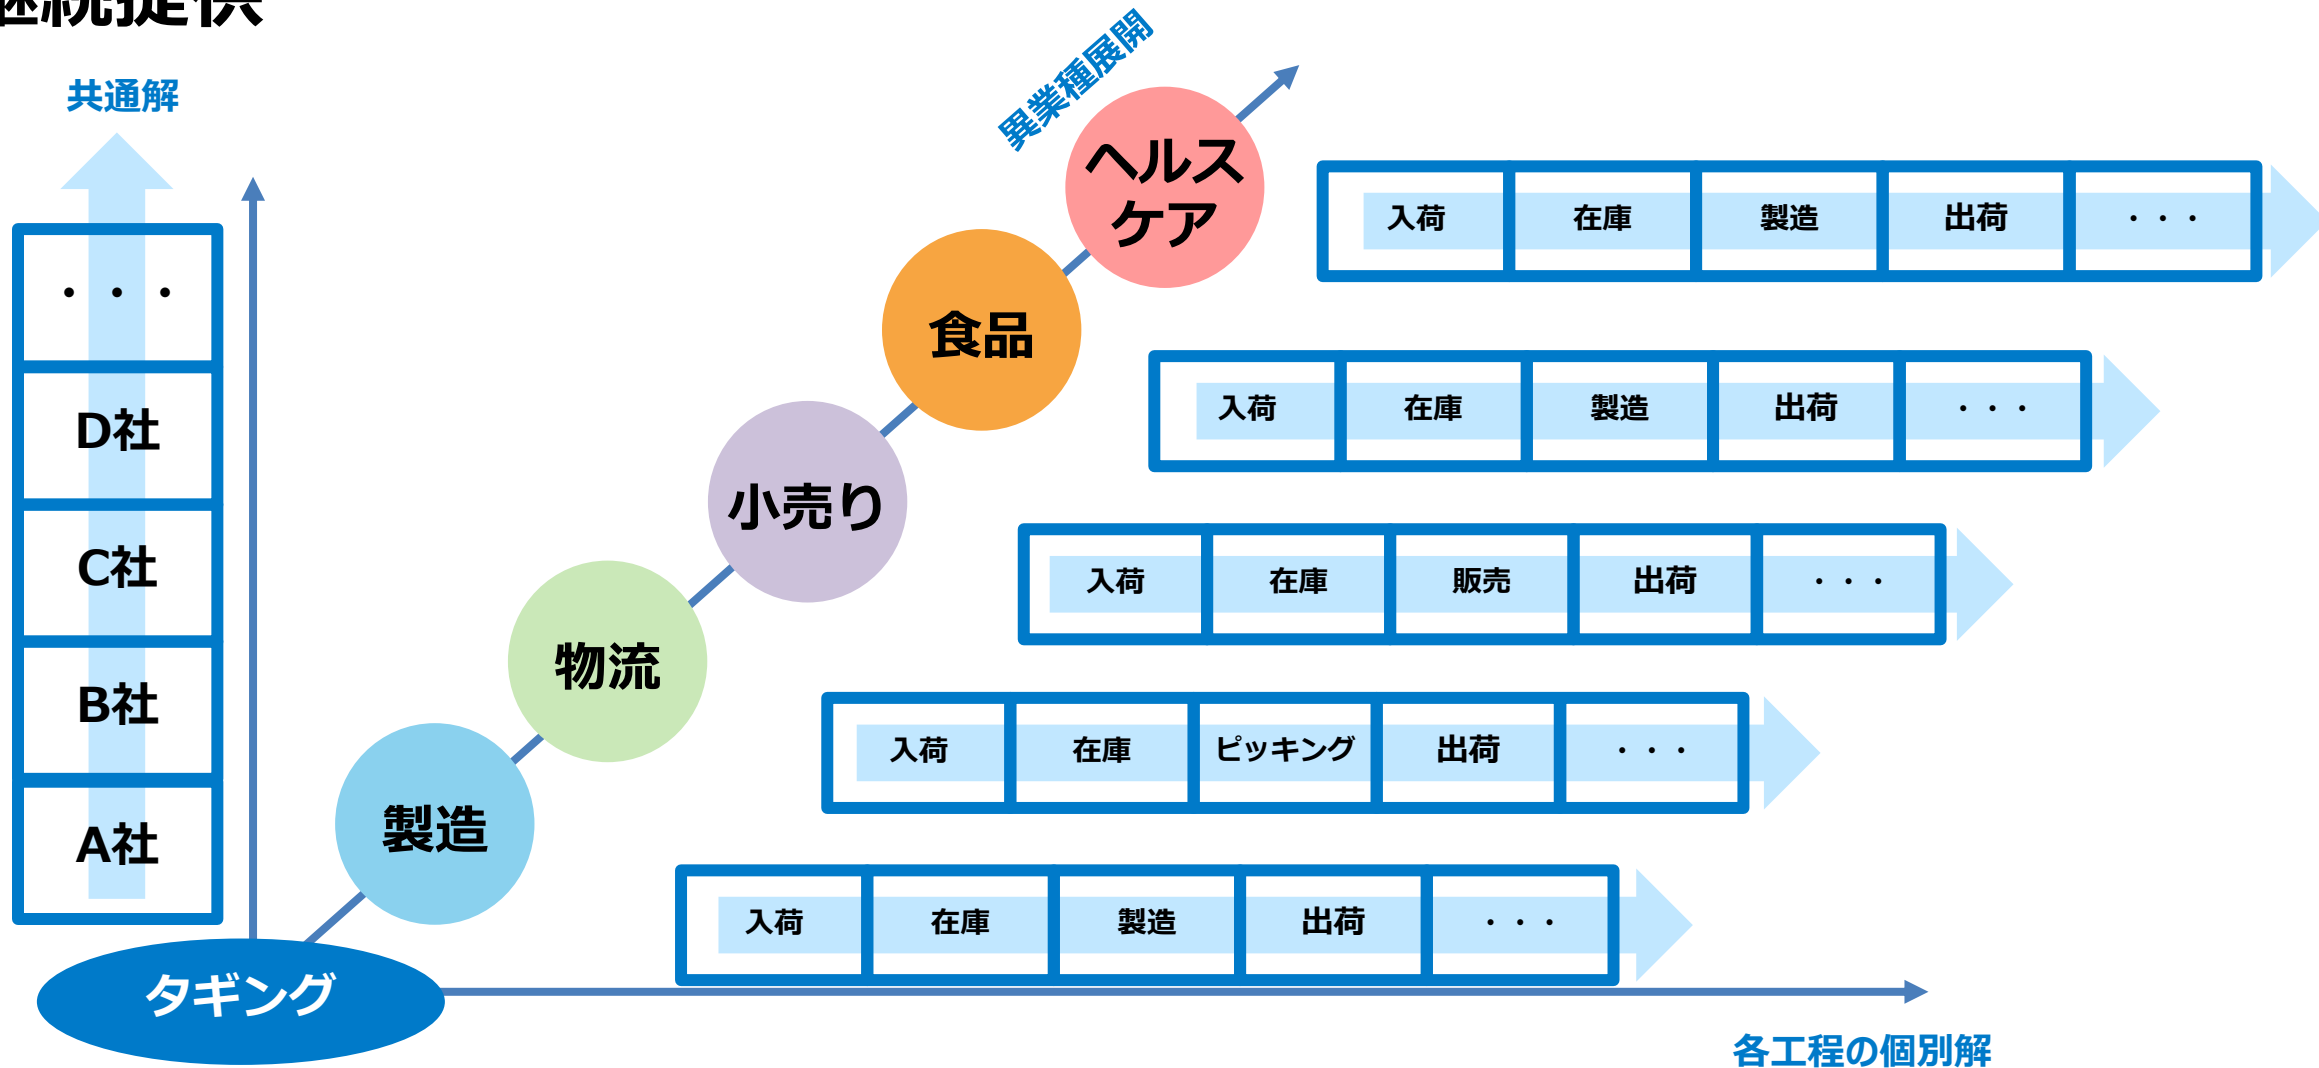 継続提供
共通解
異業種展開
ヘルス
ケア
入荷 在庫 製造 出荷 ・・・
・・・
食品
入荷 在庫 製造 出荷 ・・・
D社
小売り
C社
入荷 在庫 販売 出荷 ・・・
物流
B社
入荷 在庫 ピッキング 出荷 ・・・
製造
A社
入荷 在庫 製造 出荷 ・・・
タギング
各工程の個別解